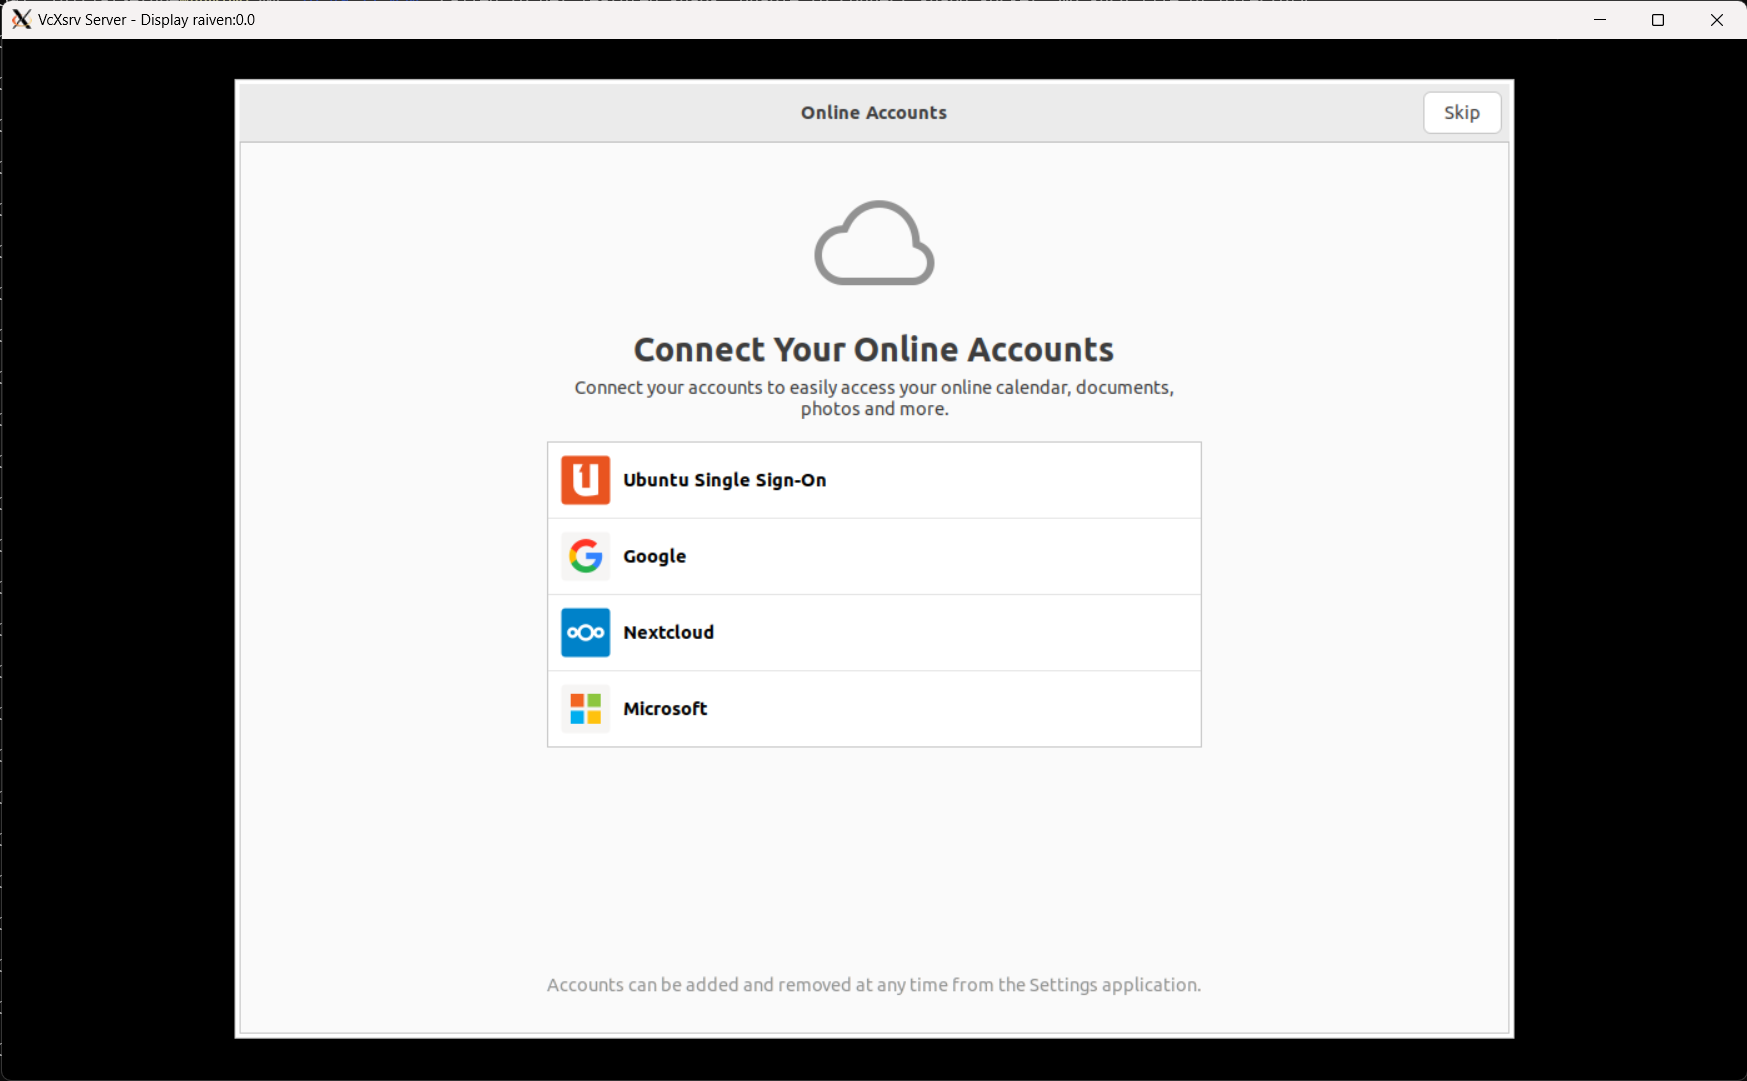 VcXsrv Server - Display raiven:0.0
Online Accounts
Skip
Connect Your Online Accounts
Connect your accounts to easily access your online calendar, documents,
photos and more.
Ubuntu Single Sign-On
Google
Nextcloud
Microsoft
Accounts can be added and removed at any time from the Settings application.